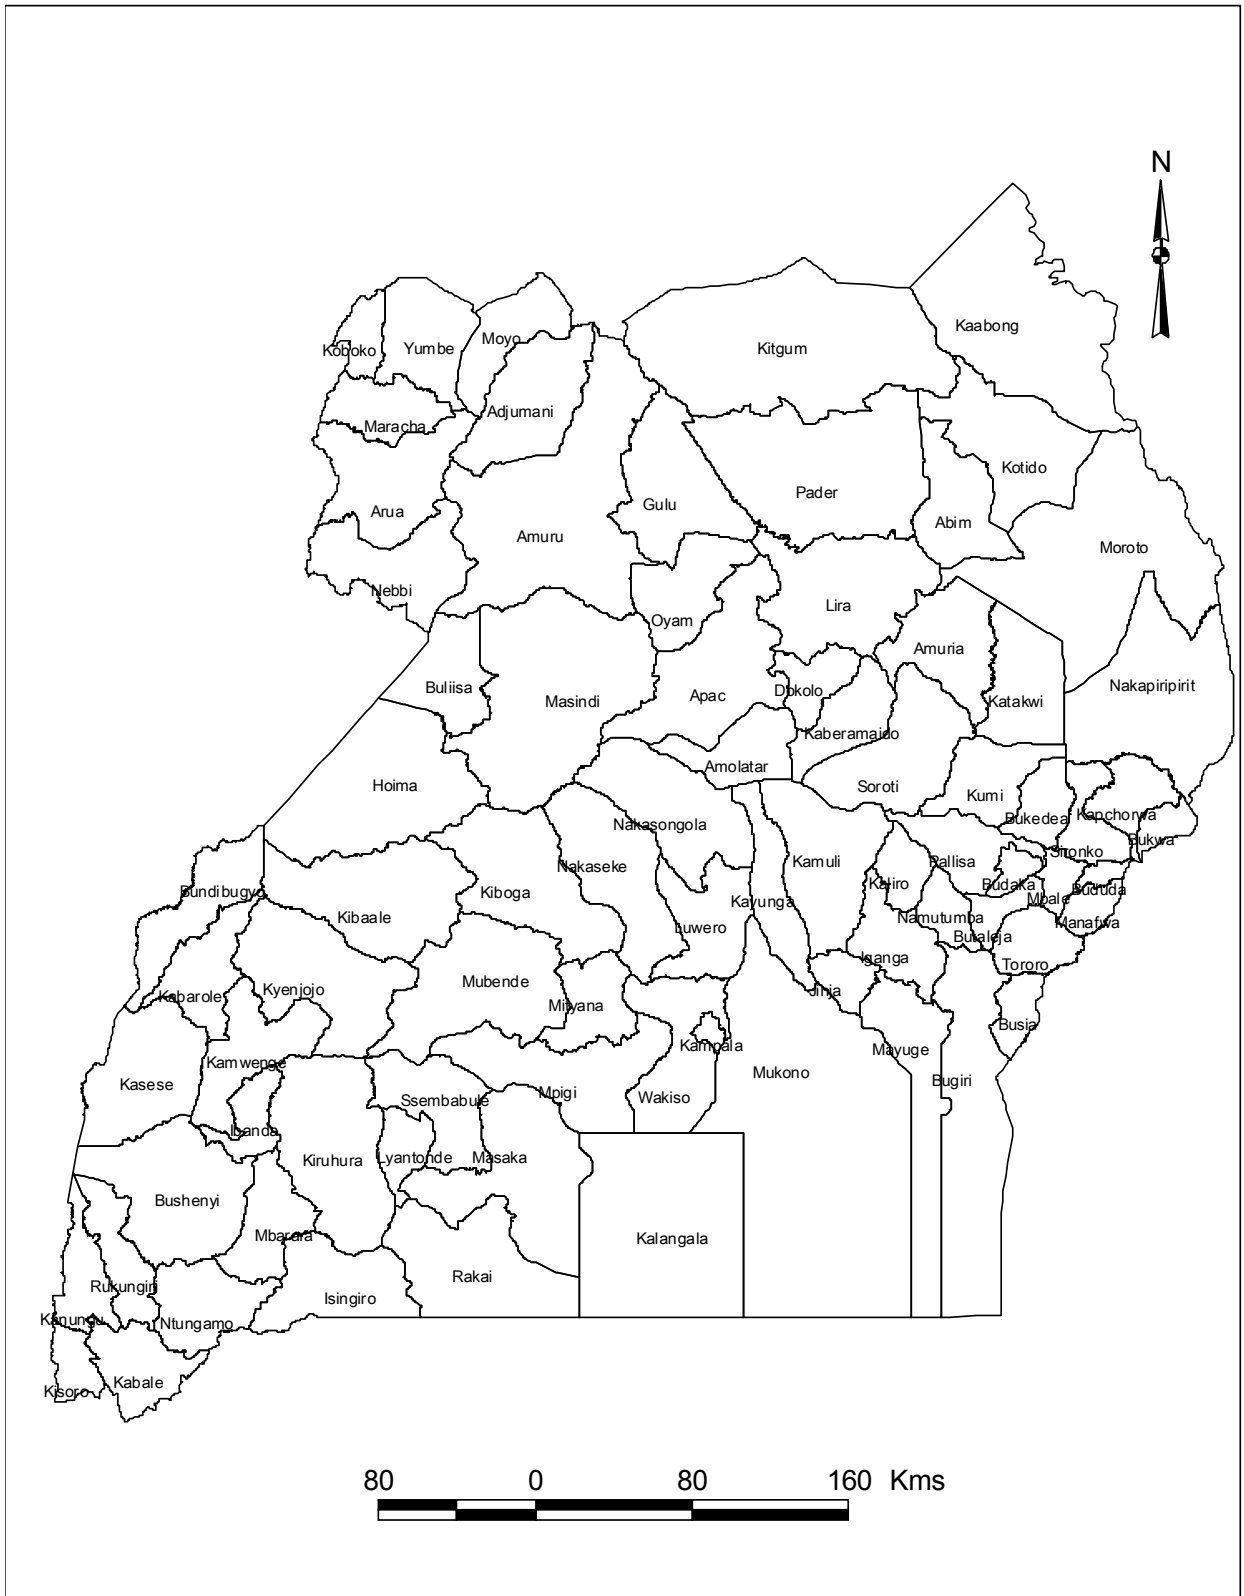 N
Kaabong
Koboko
Yumbe
Moyo
Kitgum
Adjumani
Maracha
Kotido
Pader
Gulu
Arua
Abim
Amuru
Moroto
Nebbi
Lira
Oyam
Amuria
Nakapiripirit
Buliisa
Dokolo
Apac
Masindi
Katakwi
Kaberamaido
Amolatar
Hoima
Soroti
Kumi
Kapchorwa
Bukedea
Nakasongola
Bukwa
Sironko
Kamuli
Pallisa
Nakaseke
Kaliro
Budaka
Bundibugyo
Kiboga
Bududa
Mbale
Kayunga
Kibaale
Namutumba
Manafwa
Luwero
Butaleja
Iganga
Tororo
Mubende
Kyenjojo
Jinja
Kabarole
Mityana
Busia
Kampala
Mayuge
Kamwenge
Mukono
Bugiri
Kasese
Mpigi
Wakiso
Ssembabule
Ibanda
Lyantonde
Masaka
Kiruhura
Bushenyi
Mbarara
Kalangala
Rakai
Rukungiri
Isingiro
Kanungu
Ntungamo
Kabale
Kisoro
80 0 80 160 Kms